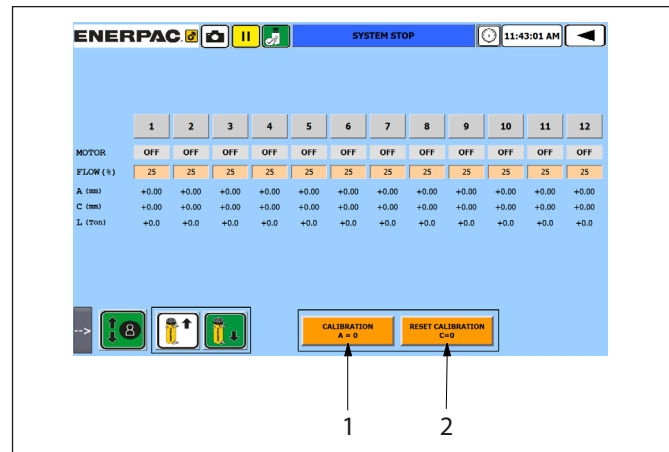 ENERPAC SYSTEM STOP 11:43:01 AM
1 2 3 4 5 6 7 8 9 10 11 12
MOTOR OFF OFF OFF OFF OFF OFF OFF OFF OFF OFF OFF OFF
FLOW (%) 25 25 25 25 25 25 25 25 25 25 25 25
A (mm) +0.00 +0.00 +0.00 +0.00 +0.00 +0.00 +0.00 +0.00 +0.00 +0.00 +0.00 +0.00
C (mm) +0.00 +0.00 +0.00 +0.00 +0.00 +0.00 +0.00 +0.00 +0.00 +0.00 +0.00 +0.00
L (Ton) +0.0 +0.0 +0.0 +0.0 +0.0 +0.0 +0.0 +0.0 +0.0 +0.0 +0.0 +0.0
--> 8
CALIBRATION
A = 0
RESET CALIBRATION
C=0
1 2